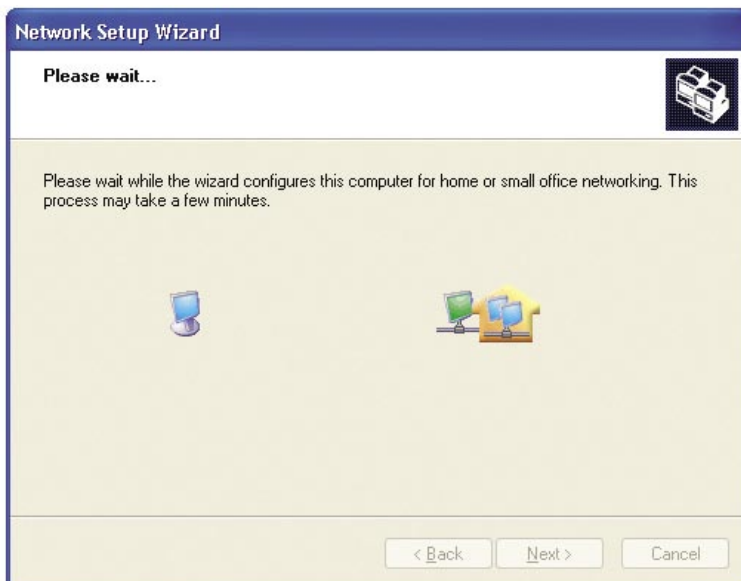 Network Setup Wizard
Please wait...
Please wait while the wizard configures this computer for home or small office networking. This
process may take a few minutes.
< Back
Next >
Cancel